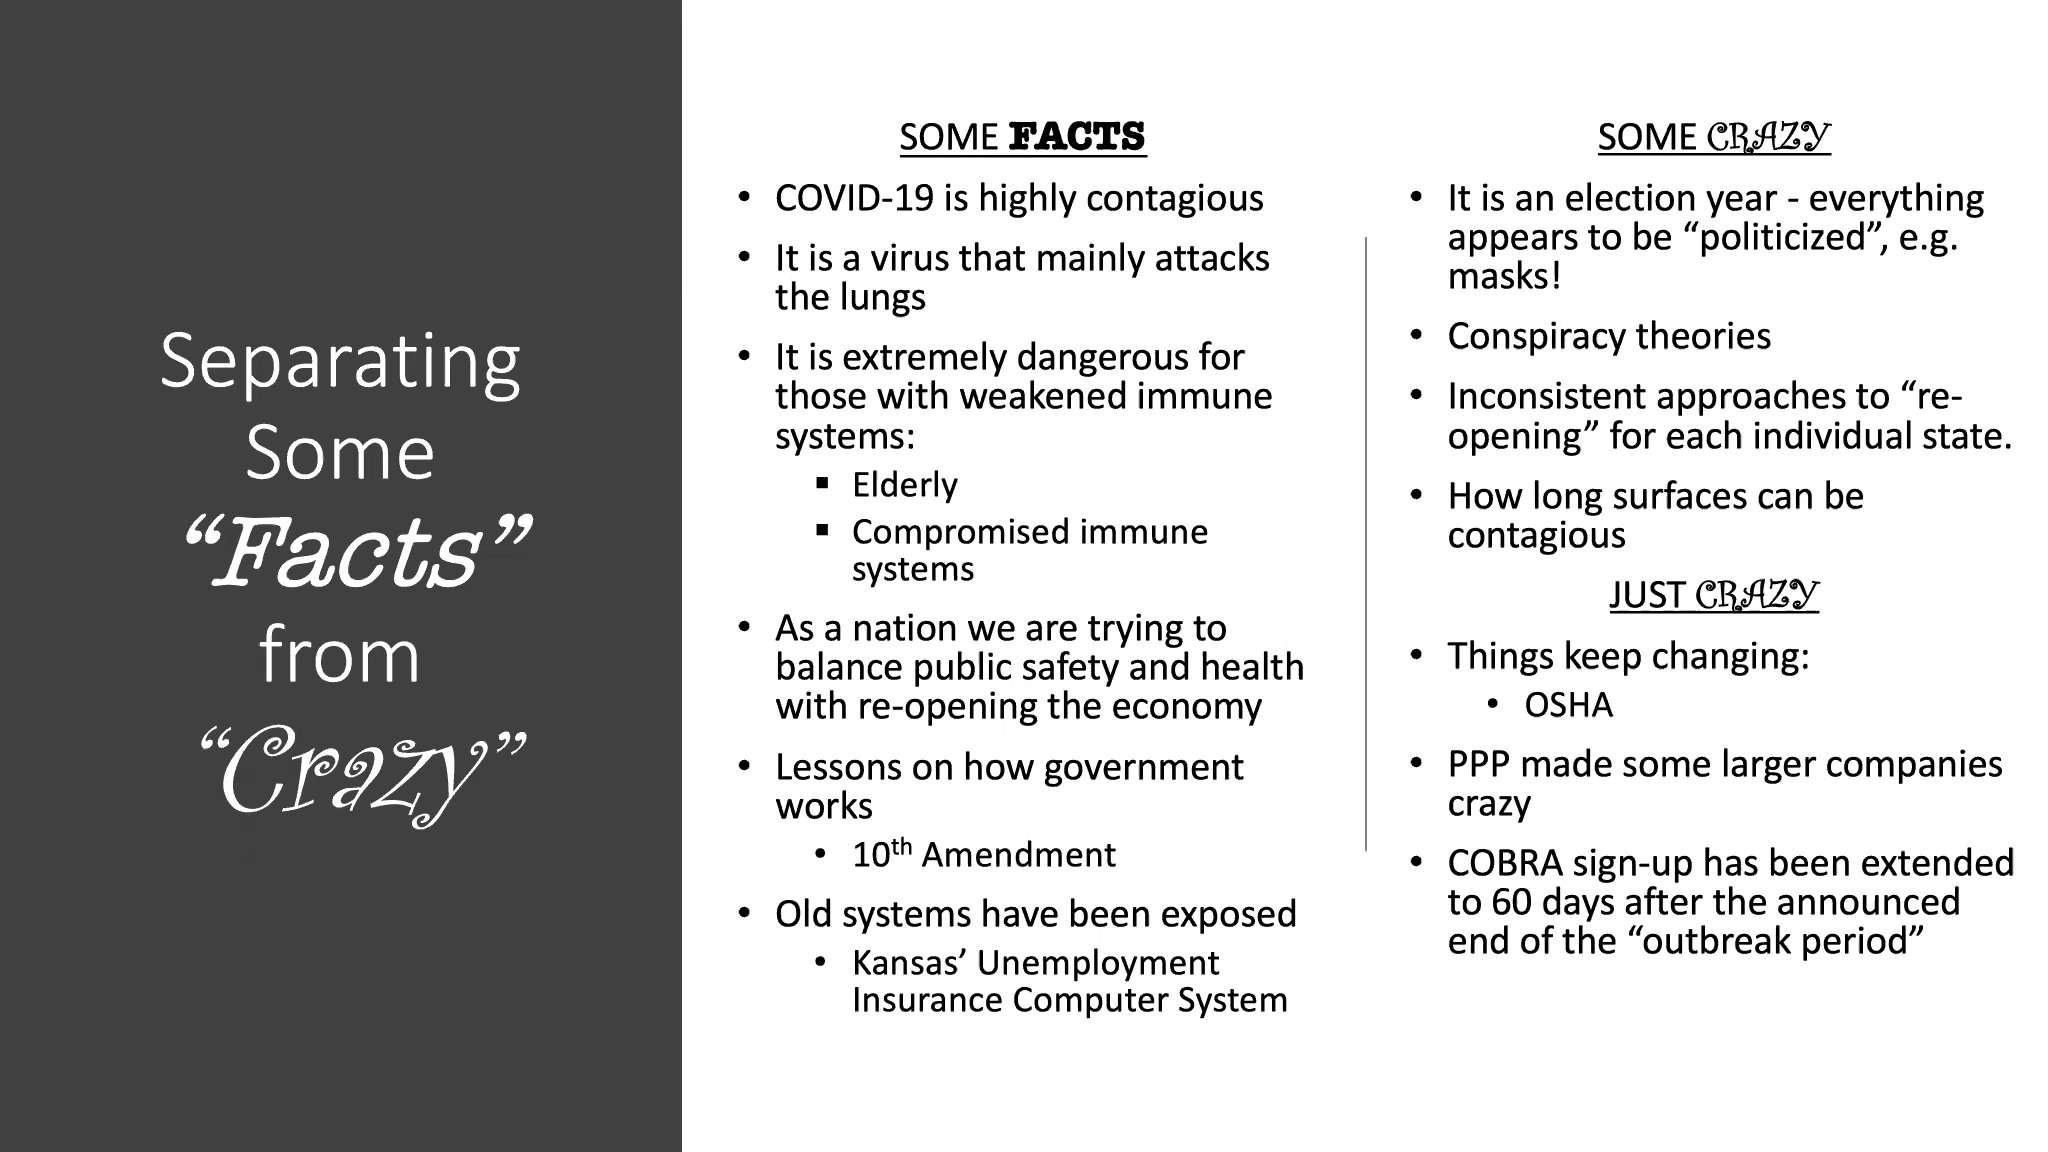 Separating
Some
“Facts”
from
“Crazy”
SOME FACTS
• COVID-19 is highly contagious
• It is a virus that mainly attacks
the lungs
• It is extremely dangerous for
those with weakened immune
systems:
▪ Elderly
▪ Compromised immune
systems
• As a nation we are trying to
balance public safety and health
with re-opening the economy
• Lessons on how government
works
• 10th Amendment
• Old systems have been exposed
• Kansas’ Unemployment
Insurance Computer System
SOME CRAZY
• It is an election year - everything
appears to be “politicized”, e.g.
masks!
• Conspiracy theories
• Inconsistent approaches to “re-
opening” for each individual state.
• How long surfaces can be
contagious
JUST CRAZY
• Things keep changing:
• OSHA
• PPP made some larger companies
crazy
• COBRA sign-up has been extended
to 60 days after the announced
end of the “outbreak period”